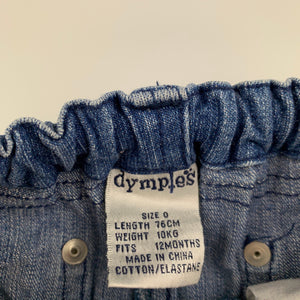 dymples
SIZE 0
LENGTH 76CM
WEIGHT 10KG
FITS 12MONTHS
MADE IN CHINA
COTTON/ELASTANE